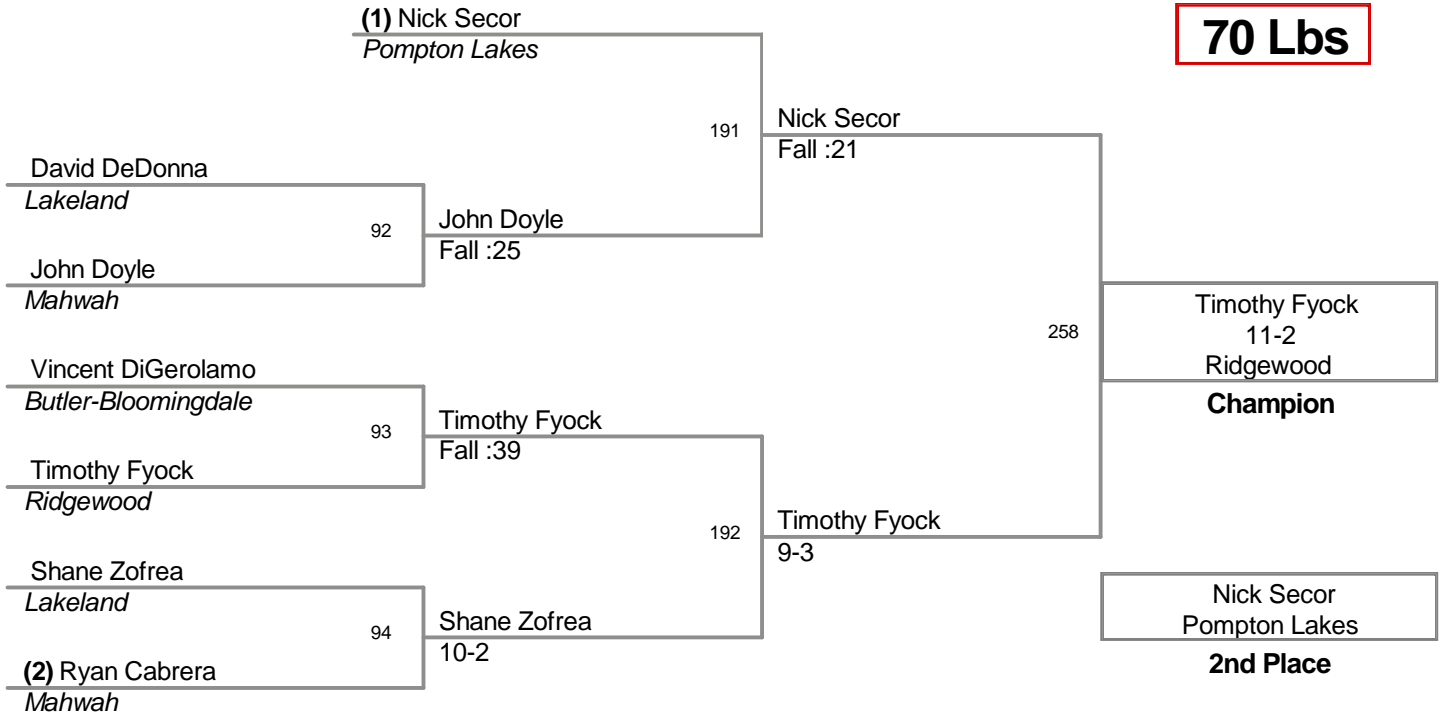 (1) Nick Secor
Pompton Lakes
70 Lbs
191
Nick Secor
Fall :21
David DeDonna
Lakeland
92
John Doyle
Fall :25
John Doyle
Mahwah
258
Timothy Fyock
11-2
Ridgewood
Champion
Vincent DiGerolamo
Butler-Bloomingdale
93
Timothy Fyock
Fall :39
Timothy Fyock
Ridgewood
192
Timothy Fyock
9-3
Shane Zofrea
Lakeland
94
Shane Zofrea
10-2
(2) Ryan Cabrera
Mahwah
Nick Secor
Pompton Lakes
2nd Place